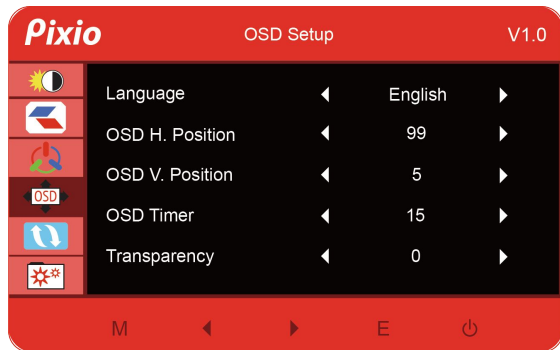 Pixio OSD Setup V1.0
Language English
OSD H. Position 99
OSD V. Position 5
OSD
OSD Timer 15
Transparency 0
M E